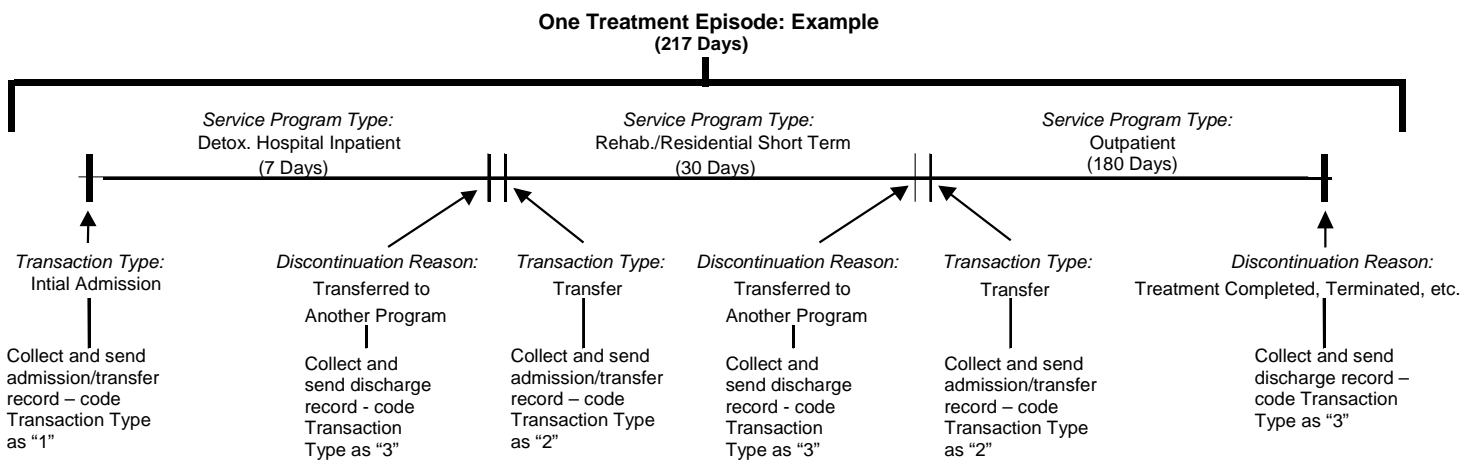 One Treatment Episode: Example
(217 Days)
Service Program Type:
Detox. Hospital Inpatient
(7 Days)
Service Program Type:
Rehab./Residential Short Term
(30 Days)
Service Program Type:
Outpatient
(180 Days)
Transaction Type:
Intial Admission
Collect and send
admission/transfer
record – code
Transaction Type
as “1”
Discontinuation Reason:
Transferred to
Another Program
Collect and
send discharge
record - code
Transaction
Type as “3”
Transaction Type:
Transfer
Collect and send
admission/transfer
record – code
Transaction Type
as “2”
Discontinuation Reason:
Transferred to
Another Program
Collect and
send discharge
record - code
Transaction
Type as “3”
Transaction Type:
Transfer
Collect and send
admission/transfer
record – code
Transaction Type
as “2”
Discontinuation Reason:
Treatment Completed, Terminated, etc.
Collect and send
discharge record –
code Transaction
Type as “3”